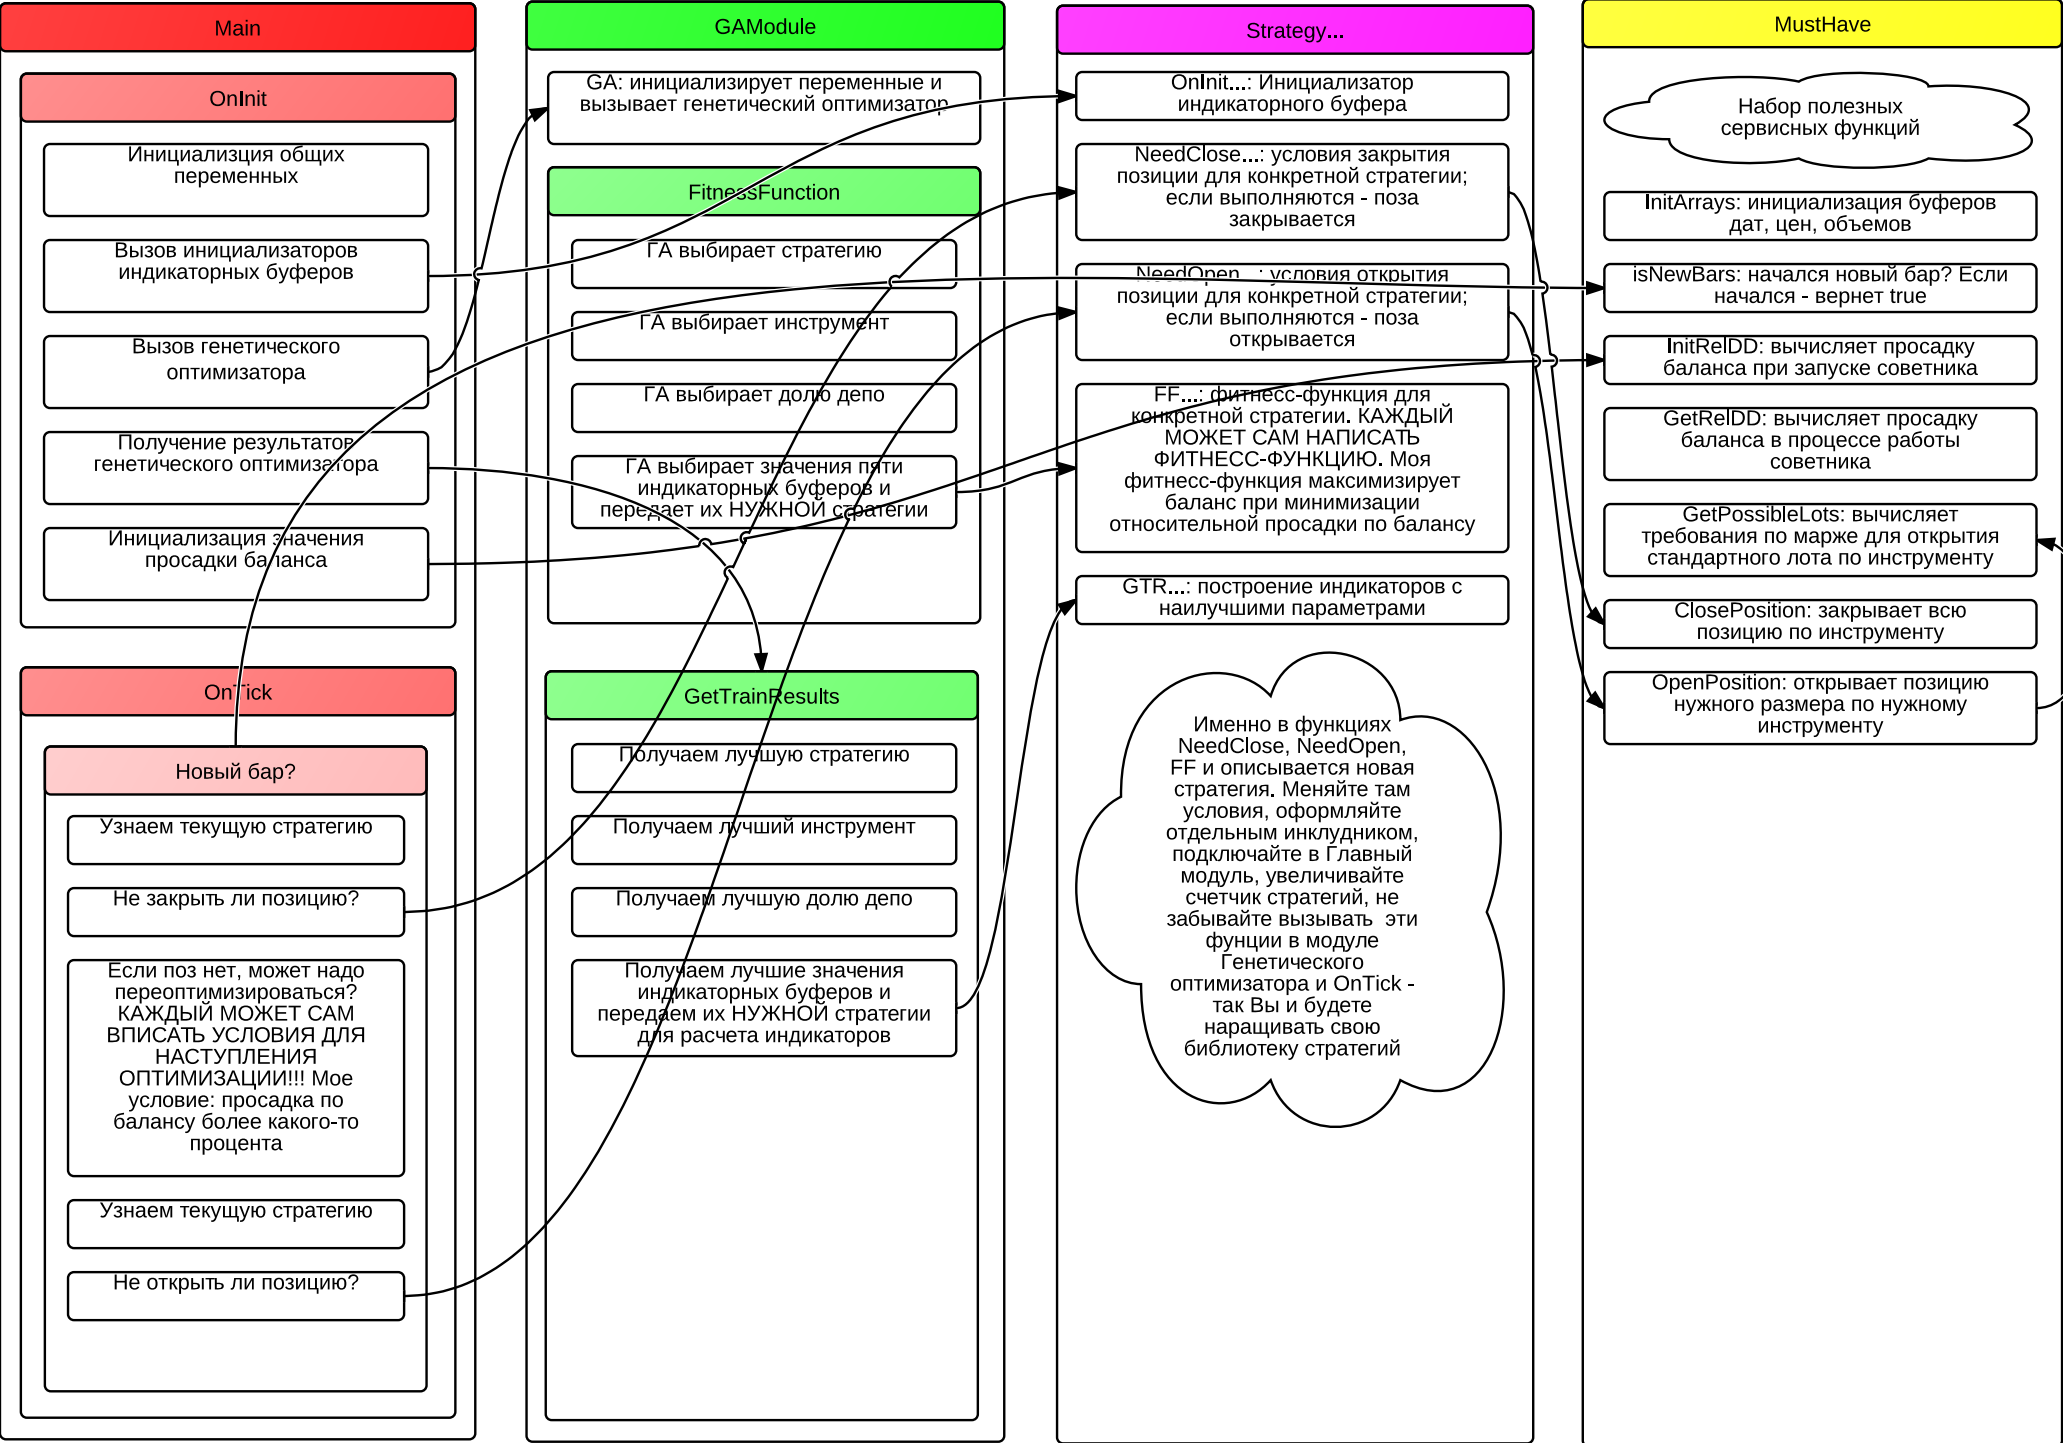 Main
OnInit
Инициализция общих
переменных
Вызов инициализаторов
индикаторных буферов
Вызов генетического
оптимизатора
Получение результатов
генетического оптимизатора
Инициализация значения
просадки баланса
OnTick
Новый бар?
Узнаем текущую стратегию
Не закрыть ли позицию?
Если поз нет, может надо
переоптимизироваться?
КАЖДЫЙ МОЖЕТ САМ
ВПИСАТЬ УСЛОВИЯ ДЛЯ
НАСТУПЛЕНИЯ
ОПТИМИЗАЦИИ!!! Мое
условие: просадка по
балансу более какого-то
процента
Узнаем текущую стратегию
Не открыть ли позицию?
GAModule
GA: инициализирует переменные и
вызывает генетический оптимизатор
FitnessFunction
ГА выбирает стратегию
ГА выбирает инструмент
ГА выбирает долю депо
ГА выбирает значения пяти
индикаторных буферов и
передает их НУЖНОЙ стратегии
GetTrainResults
Получаем лучшую стратегию
Получаем лучший инструмент
Получаем лучшую долю депо
Получаем лучшие значения
индикаторных буферов и
передаем их НУЖНОЙ стратегии
для расчета индикаторов
Strategy...
OnInit...: Инициализатор
индикаторного буфера
NeedClose...: условия закрытия
позиции для конкретной стратегии;
если выполняются - поза
закрывается
NeedOpen...: условия открытия
позиции для конкретной стратегии;
если выполняются - поза
открывается
FF...: фитнесс-функция для
конкретной стратегии. КАЖДЫЙ
МОЖЕТ САМ НАПИСАТЬ
ФИТНЕСС-ФУНКЦИЮ. Моя
фитнесс-функция максимизирует
баланс при минимизации
относительной просадки по балансу
GTR...: построение индикаторов с
наилучшими параметрами
Именно в функциях
NeedClose, NeedOpen,
FF и описывается новая
стратегия. Меняйте там
условия, оформляйте
отдельным инклудником,
подключайте в Главный
модуль, увеличивайте
счетчик стратегий, не
забывайте вызывать  эти
фунции в модуле
Генетического
оптимизатора и OnTick -
так Вы и будете
наращивать свою
библиотеку стратегий
MustHave
Набор полезных
сервисных функций
InitArrays: инициализация буферов
дат, цен, объемов
isNewBars: начался новый бар? Если
начался - вернет true
InitRelDD: вычисляет просадку
баланса при запуске советника
GetRelDD: вычисляет просадку
баланса в процессе работы
советника
GetPossibleLots: вычисляет
требования по марже для открытия
стандартного лота по инструменту
ClosePosition: закрывает всю
позицию по инструменту
OpenPosition: открывает позицию
нужного размера по нужному
инструменту